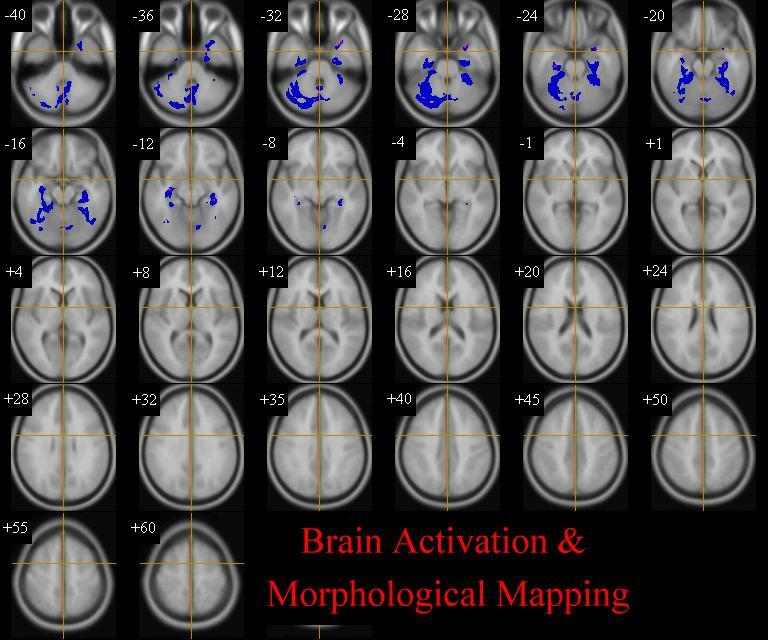 -40 -36 -32 -28 -24 -20
-16 -12 -8 -4 -1 +1
+4 +8 +12 +16 +20 +24
+28 +32 +35 +40 +45 +50
+55 +60
Brain Activation &
Morphological Mapping